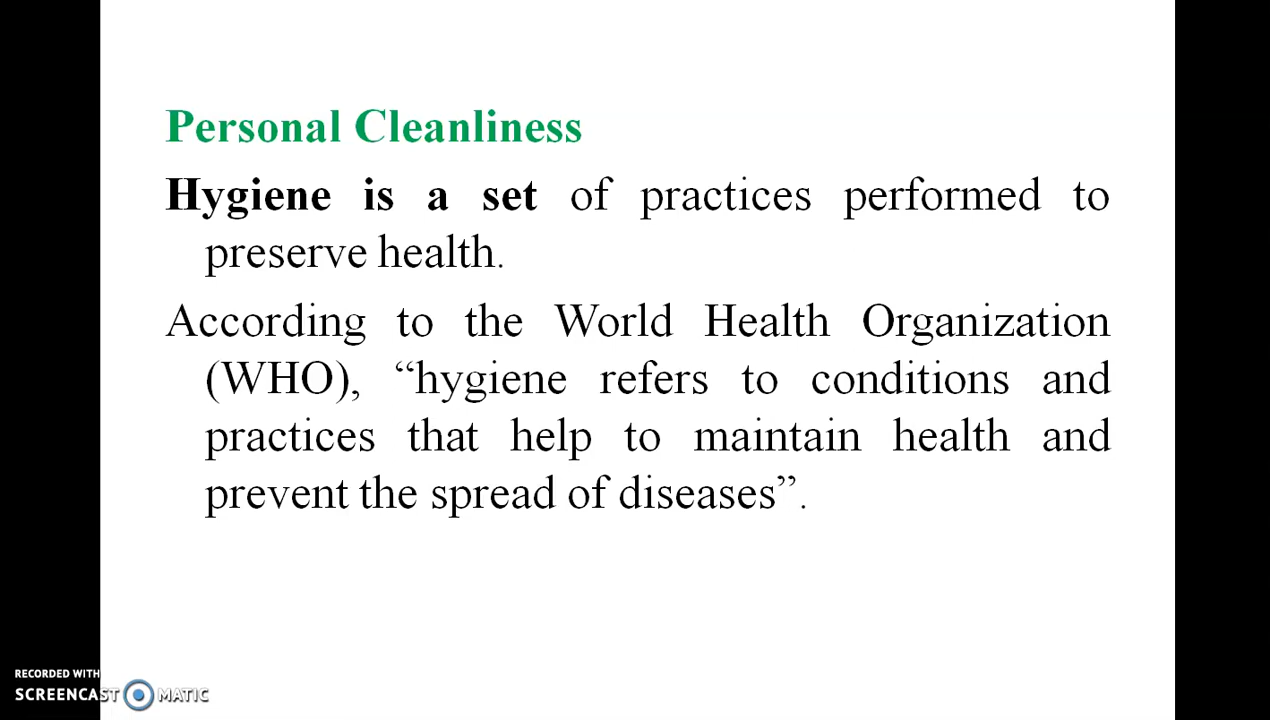 Personal Cleanliness
Hygiene is a set of practices performed to
preserve health.
According to the World Health Organization
(WHO), “hygiene refers to conditions and
practices that help to maintain health and
prevent the spread of diseases”.
RECORDED WITH
SCREENCAST MATIC